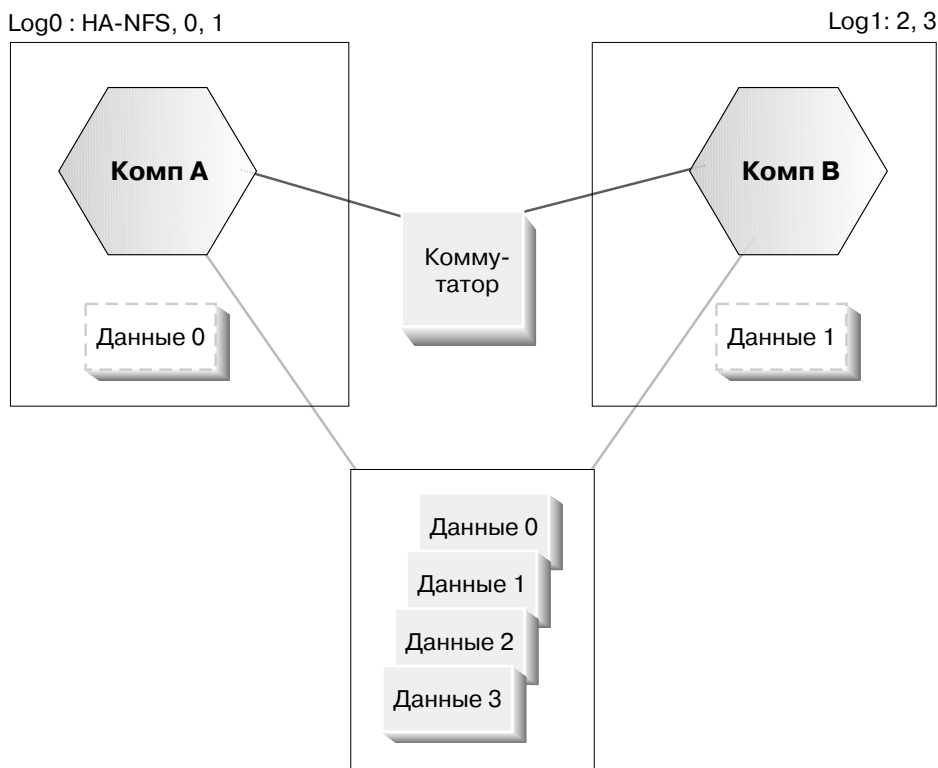 Log0 : HA-NFS, 0, 1
Log1: 2, 3
Комп A
Комп B
Комму-
татор
Данные 0
Данные 1
Данные 0
Данные 1
Данные 2
Данные 3